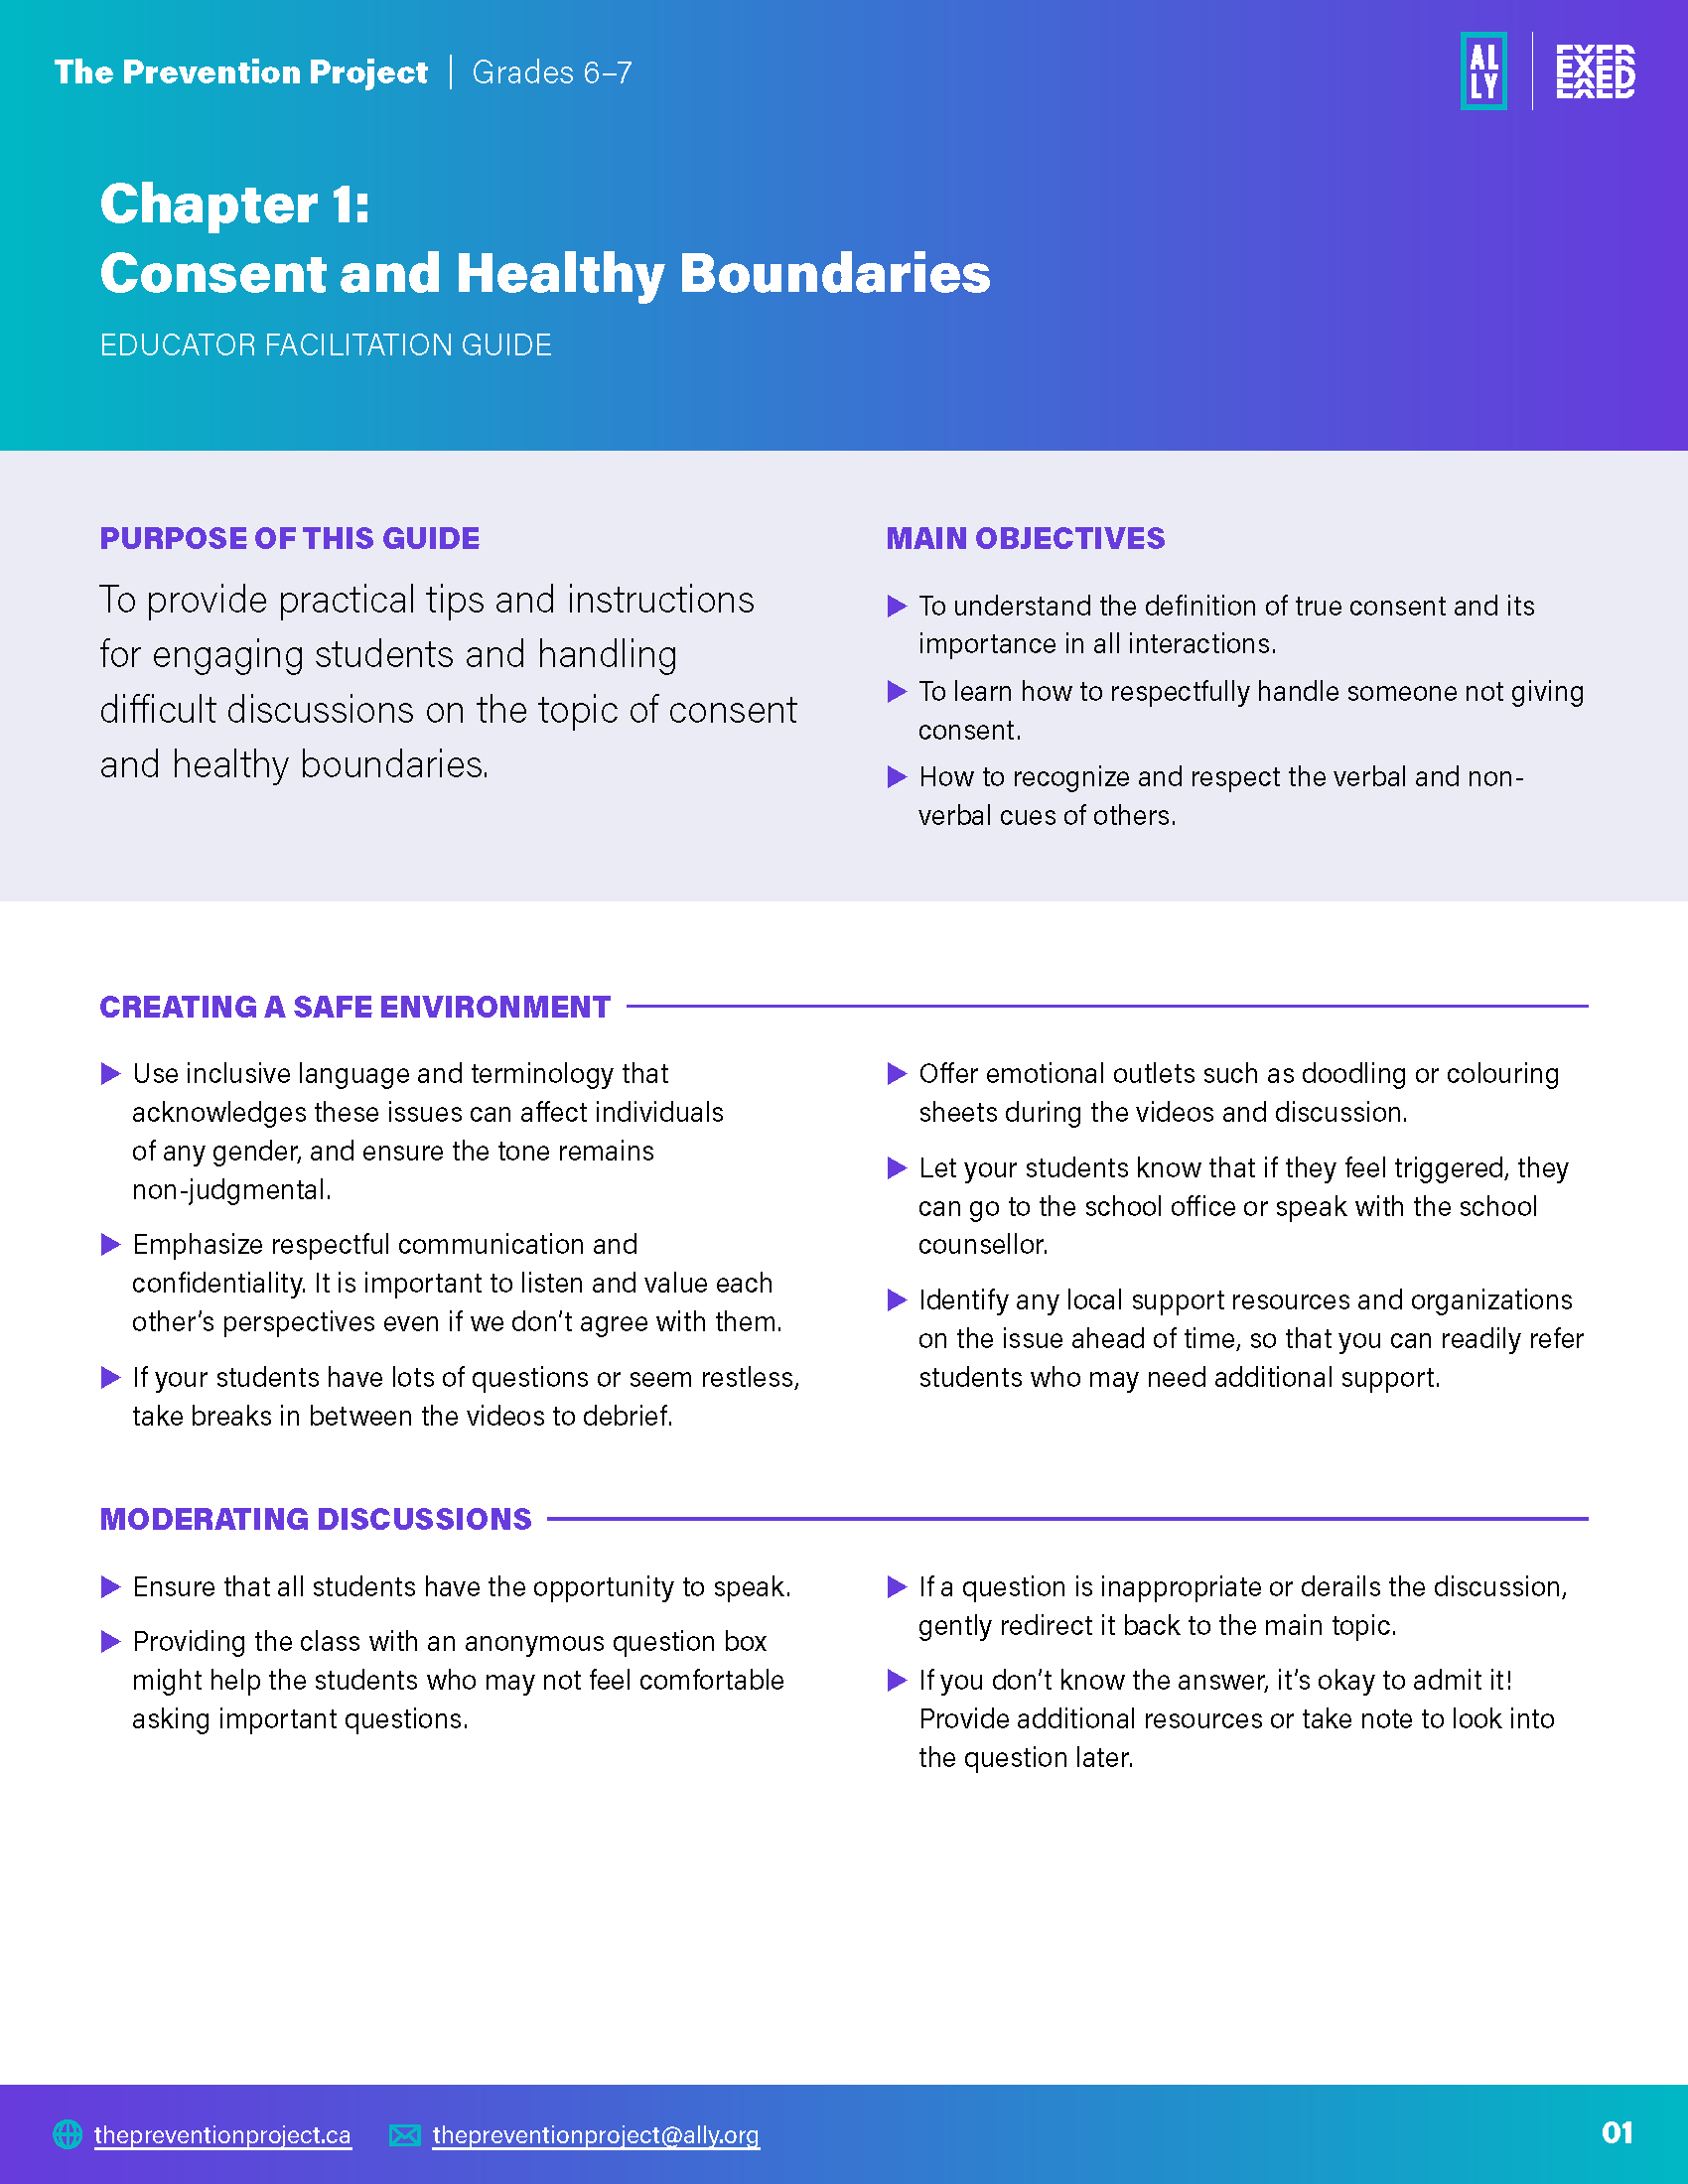 The Prevention Project | Grades 6–7
AL
LY
EXED
Chapter 1:
Consent and Healthy Boundaries
EDUCATOR FACILITATION GUIDE
PURPOSE OF THIS GUIDE
To provide practical tips and instructions
for engaging students and handling
difficult discussions on the topic of consent
and healthy boundaries.
MAIN OBJECTIVES
▶ To understand the definition of true consent and its
importance in all interactions.
▶ To learn how to respectfully handle someone not giving
consent.
▶ How to recognize and respect the verbal and non-
verbal cues of others.
CREATING A SAFE ENVIRONMENT
▶ Use inclusive language and terminology that
acknowledges these issues can affect individuals
of any gender, and ensure the tone remains
non-judgmental.
▶ Emphasize respectful communication and
confidentiality. It is important to listen and value each
other’s perspectives even if we don’t agree with them.
▶ If your students have lots of questions or seem restless,
take breaks in between the videos to debrief.
▶ Offer emotional outlets such as doodling or colouring
sheets during the videos and discussion.
▶ Let your students know that if they feel triggered, they
can go to the school office or speak with the school
counsellor.
▶ Identify any local support resources and organizations
on the issue ahead of time, so that you can readily refer
students who may need additional support.
MODERATING DISCUSSIONS
▶ Ensure that all students have the opportunity to speak.
▶ Providing the class with an anonymous question box
might help the students who may not feel comfortable
asking important questions.
▶ If a question is inappropriate or derails the discussion,
gently redirect it back to the main topic.
▶ If you don’t know the answer, it’s okay to admit it!
Provide additional resources or take note to look into
the question later.
thepreventionproject.ca
thepreventionproject@ally.org
01